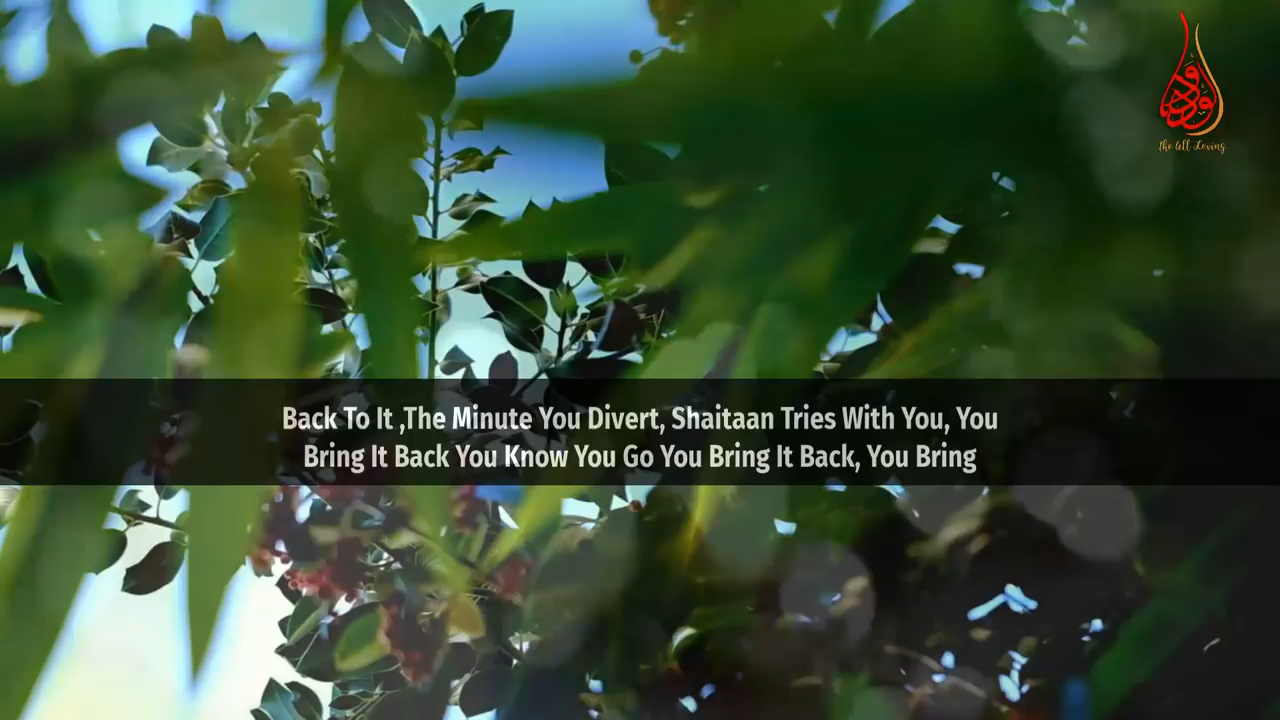 الودود
the All Loving
Back To It ,The Minute You Divert, Shaitaan Tries With You, You
Bring It Back You Know You Go You Bring It Back, You Bring